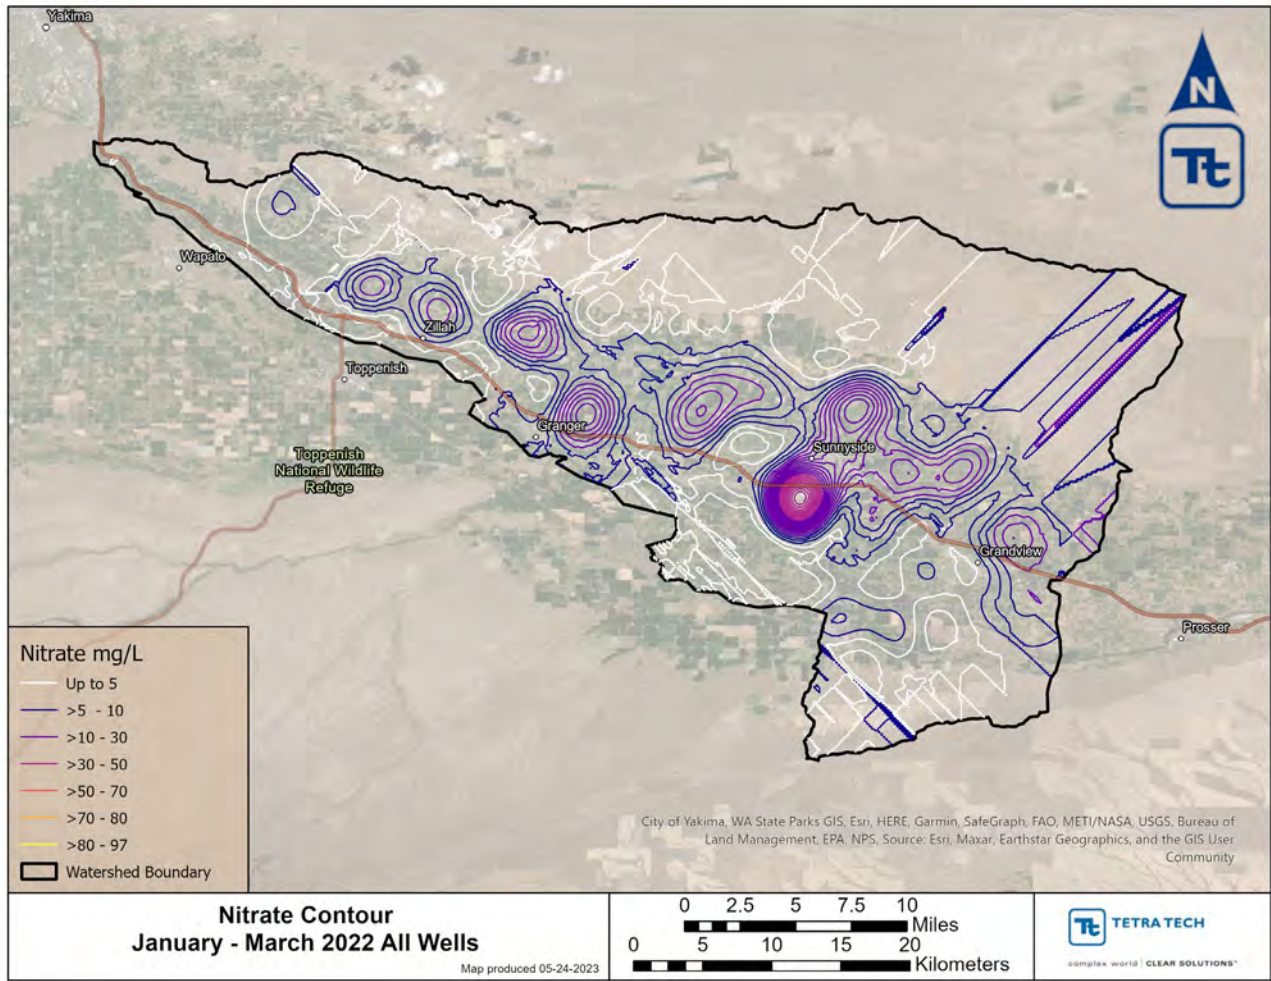 Yakima
N
Tt
Wapato
Zillah
Toppenish
Granger
Sunnyside
Toppenish
National Wildlife
Refuge
Grandview
Prosser
Nitrate mg/L
Up to 5
>5 - 10
>10 - 30
>30 - 50
>50 - 70
>70 - 80
>80 - 97
Watershed Boundary
City of Yakima, WA State Parks GIS, Esri, HERE, Garmin, SafeGraph, FAO, METI/NASA, USGS, Bureau of
Land Management, EPA, NPS, Source: Esri, Maxar, Earthstar Geographics, and the GIS User
Community
Nitrate Contour
January - March 2022 All Wells
Map produced 05-24-2023
0 2.5 5 7.5 10
Miles
0 5 10 15 20
Kilometers
Tt TETRA TECH
complex world | CLEAR SOLUTIONS™